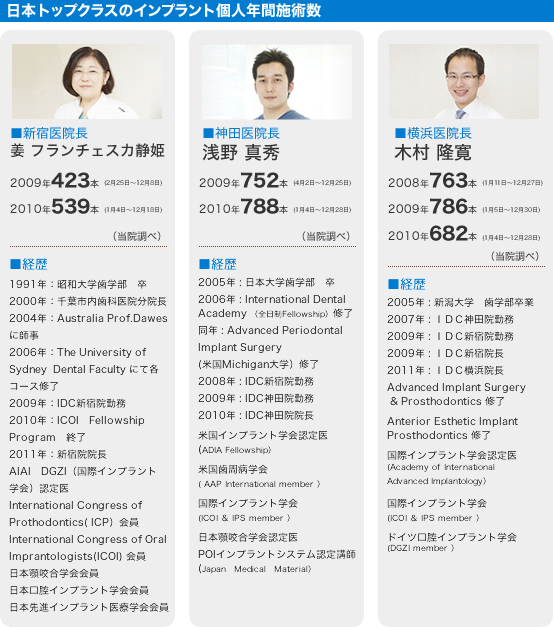 日本トップクラスのインプラント個人年間施術数
■新宿医院長
姜 フランチェスカ静姫
2009年423本 (2月25日〜12月8日)
2010年539本 (1月4日〜12月18日)
（当院調べ）
■経歴
1991年：昭和大学歯学部　卒
2000年：千葉市内歯科医院分院長
2004年：Australia Prof.Dawes
に師事
2006年：The University of
Sydney Dental Faculty にて各
コース修了
2009年：IDC新宿院勤務
2010年：ICOI　Fellowship
Program　終了
2011年：新宿院院長
AIAI　DGZI（国際インプラント
学会）認定医
International Congress of
Prothodontics( ICP）会員
International Congress of Oral
Imprantologists(ICOI) 会員
日本顎咬合学会会員
日本口腔インプラント学会会員
日本先進インプラント医療学会会員
■神田医院長
浅野 真秀
2009年752本 (4月2日〜12月25日)
2010年788本 (1月4日〜12月28日)
（当院調べ）
■経歴
2005年：日本大学歯学部　卒
2006年：International Dental
Academy （全日制Fellowship）修了
同年：Advanced Periodontal
Implant Surgery
(米国Michigan大学）修了
2008年：IDC新宿院勤務
2009年：IDC神田院勤務
2010年：IDC神田院院長
米国インプラント学会認定医
(ADIA Fellowship)
米国歯周病学会
( AAP International member ）
国際インプラント学会
(ICOI & IPS member ）
日本顎咬合学会認定医
POIインプラントシステム認定講師
(Japan　Medical　Material）
■横浜医院長
木村 隆寛
2008年763本 (1月11日〜12月27日)
2009年786本 (1月5日〜12月30日)
2010年682本 (1月4日〜12月28日)
（当院調べ）
■経歴
2005年：新潟大学　歯学部卒業
2007年：ＩＤＣ神田院勤務
2009年：ＩＤＣ新宿院勤務
2009年：ＩＤＣ新宿院長
2011年：ＩＤＣ横浜院長
Advanced Implant Surgery
& Prosthodontics 修了
Anterior Esthetic Implant
Prosthodontics 修了
国際インプラント学会認定医
(Academy of International
Advanced Implantology）
国際インプラント学会
(ICOI & IPS member ）
ドイツ口腔インプラント学会
(DGZI member ）